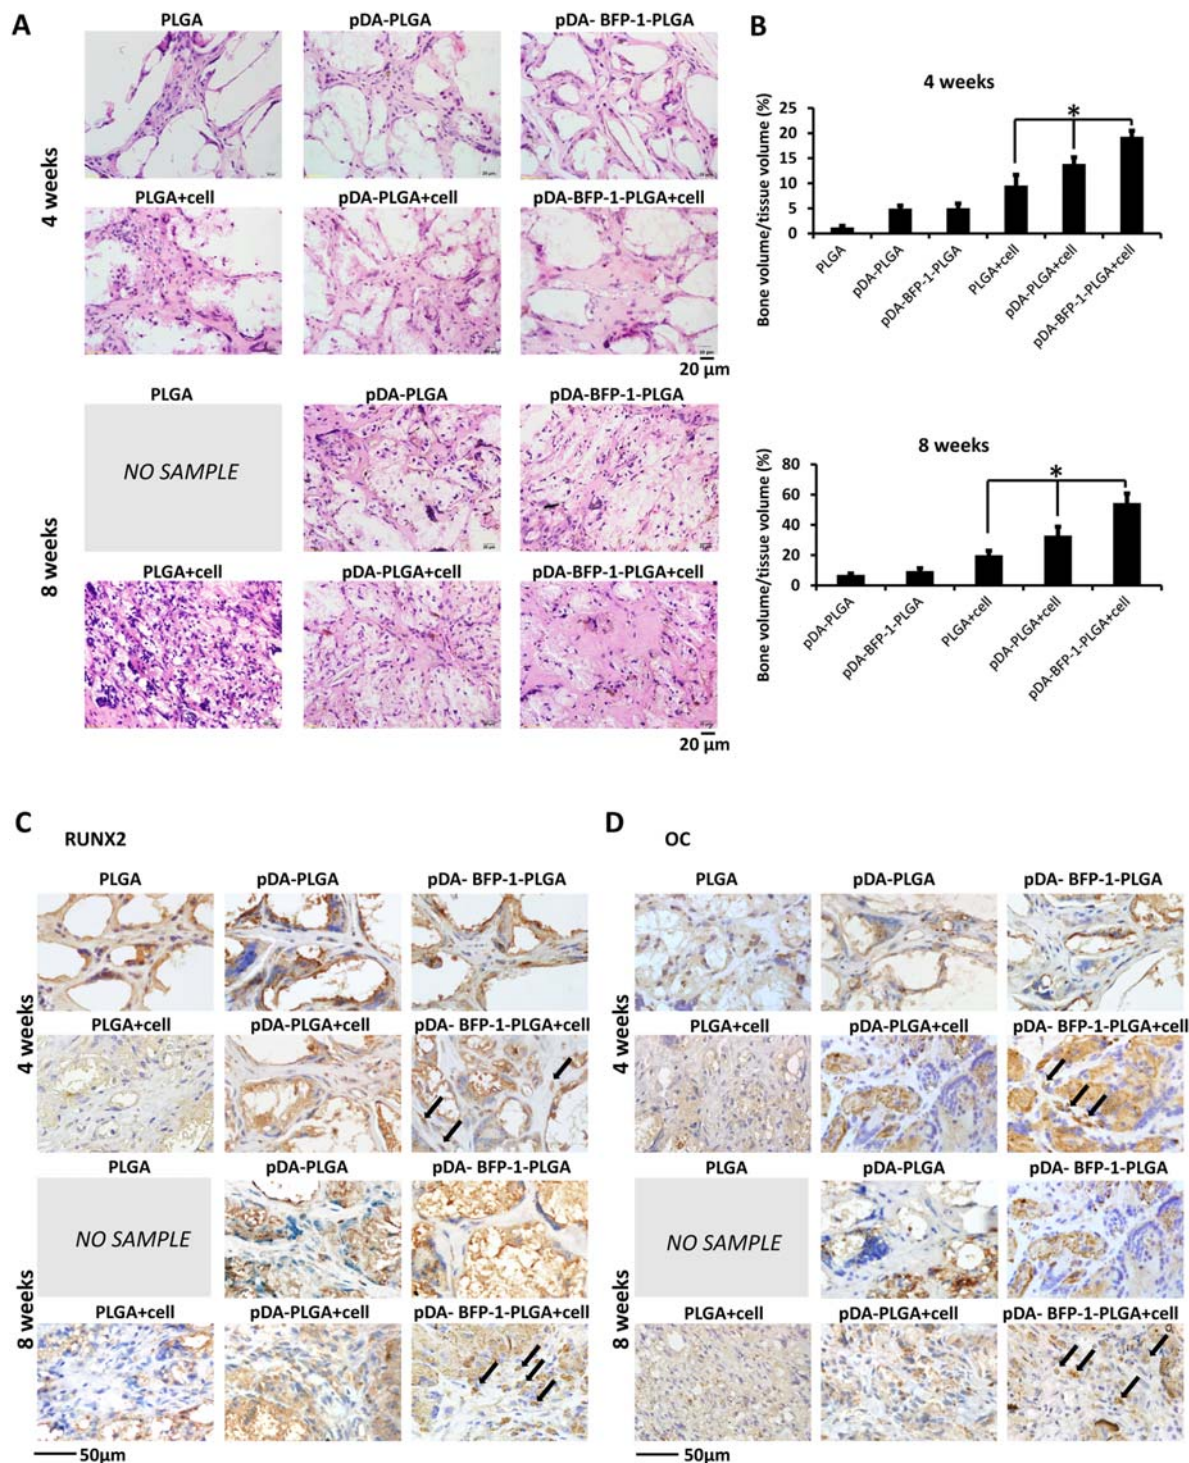 A
PLGA
pDA-PLGA
pDA- BFP-1-PLGA
4 weeks
PLGA+cell
pDA-PLGA+cell
pDA-BFP-1-PLGA+cell
20 μm
PLGA
pDA-PLGA
pDA-BFP-1-PLGA
NO SAMPLE
8 weeks
PLGA+cell
pDA-PLGA+cell
pDA-BFP-1-PLGA+cell
20 μm
B
4 weeks
Bone volume/tissue volume (%)
25
20
15
10
5
0
*
PLGA
pDA-PLGA
pDA-BFP-1-PLGA
PLGA+cell
pDA-PLGA+cell
pDA-BFP-1-PLGA+cell
8 weeks
Bone volume/tissue volume (%)
80
60
40
20
0
*
pDA-PLGA
pDA-BFP-1-PLGA
PLGA+cell
pDA-PLGA+cell
pDA-BFP-1-PLGA+cell
C
RUNX2
PLGA
pDA-PLGA
pDA- BFP-1-PLGA
4 weeks
PLGA+cell
pDA-PLGA+cell
pDA- BFP-1-PLGA+cell
PLGA
pDA-PLGA
pDA- BFP-1-PLGA
NO SAMPLE
8 weeks
PLGA+cell
pDA-PLGA+cell
pDA- BFP-1-PLGA+cell
50μm
D
OC
PLGA
pDA-PLGA
pDA- BFP-1-PLGA
4 weeks
PLGA+cell
pDA-PLGA+cell
pDA- BFP-1-PLGA+cell
PLGA
pDA-PLGA
pDA- BFP-1-PLGA
NO SAMPLE
8 weeks
PLGA+cell
pDA-PLGA+cell
pDA- BFP-1-PLGA+cell
50μm